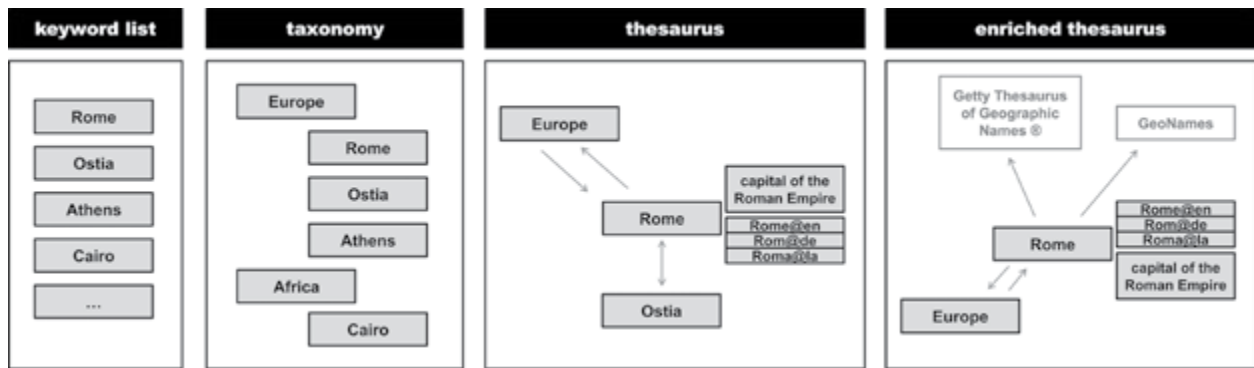 keyword list
Rome
Ostia
Athens
Cairo
...
taxonomy
Europe
Rome
Ostia
Athens
Africa
Cairo
thesaurus
Europe
capital of the
Roman Empire
Rome
Rome@en
Rom@de
Roma@la
Ostia
enriched thesaurus
Getty Thesaurus
of Geographic
Names ®
GeoNames
Rome@en
Rom@de
Roma@la
Rome
capital of the
Roman Empire
Europe